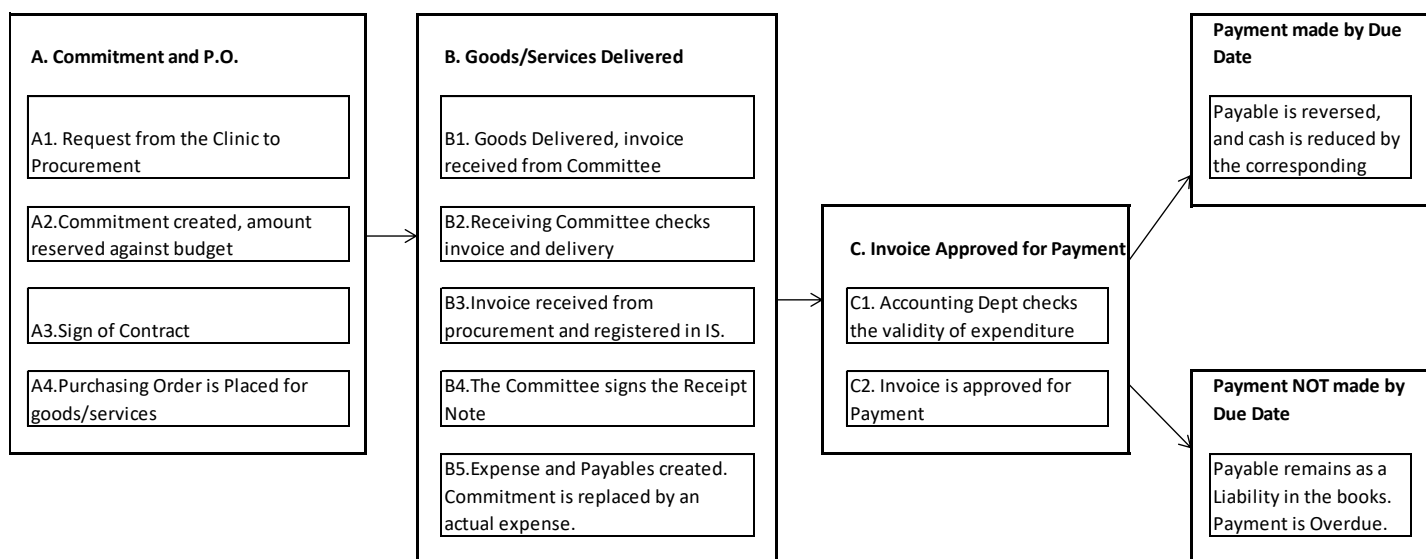 A. Commitment and P.O.
A1. Request from the Clinic to
Procurement
A2.Commitment created, amount
reserved against budget
A3.Sign of Contract
A4.Purchasing Order is Placed for
goods/services
B. Goods/Services Delivered
B1. Goods Delivered, invoice
received from Committee
B2.Receiving Committee checks
invoice and delivery
B3.Invoice received from
procurement and registered in IS.
B4.The Committee signs the Receipt
Note
B5.Expense and Payables created.
Commitment is replaced by an
actual expense.
C. Invoice Approved for Payment
C1. Accounting Dept checks
the validity of expenditure
C2. Invoice is approved for
Payment
Payment made by Due
Date
Payable is reversed,
and cash is reduced by
the corresponding
Payment NOT made by
Due Date
Payable remains as a
Liability in the books.
Payment is Overdue.